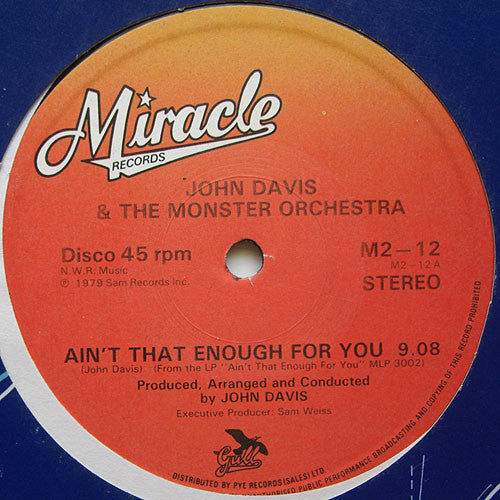 Miracle
RECORDS
JOHN DAVIS
& THE MONSTER ORCHESTRA
Disco 45 rpm
N.W.R. Music
℗ 1979 Sam Records Inc.
M2–12
M2–12A
STEREO
AIN'T THAT ENOUGH FOR YOU 9.08
(John Davis) (From the LP "Ain't That Enough For You" MLP 3002)
Produced, Arranged and Conducted
by JOHN DAVIS
Executive Producer: Sam Weiss
Gull
DISTRIBUTED BY PYE RECORDS (SALES) LTD.
PUBLIC PERFORMANCE BROADCASTING AND COPYING OF THIS RECORD PROHIBITED